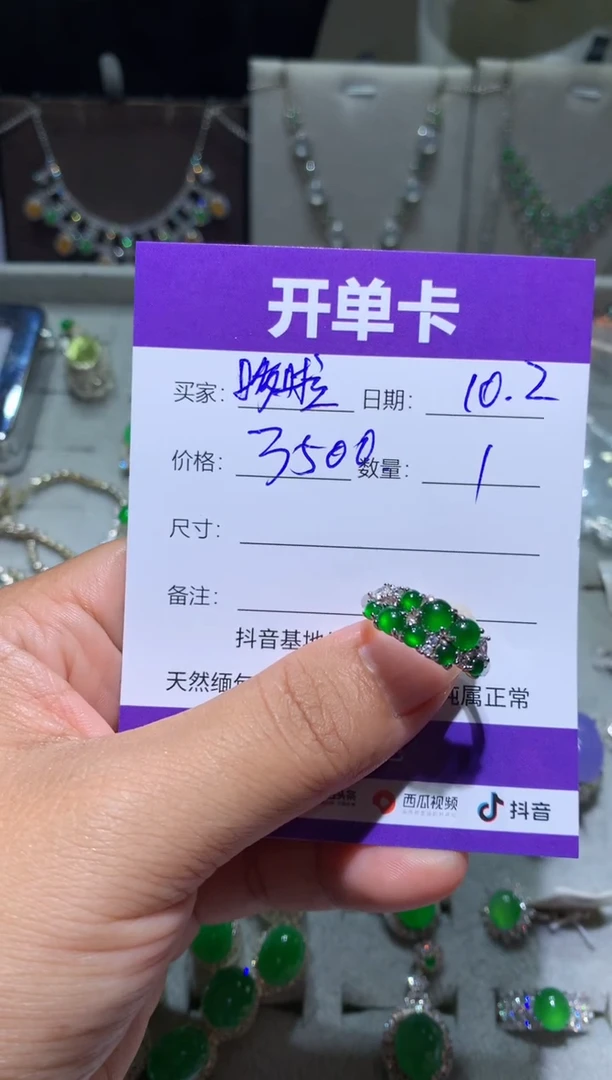 开单卡
买家: 日期: 10.2
价格: 3500 数量: 1
尺寸:
备注:
抖音基地
天然缅 纯属正常
西瓜视频 抖音